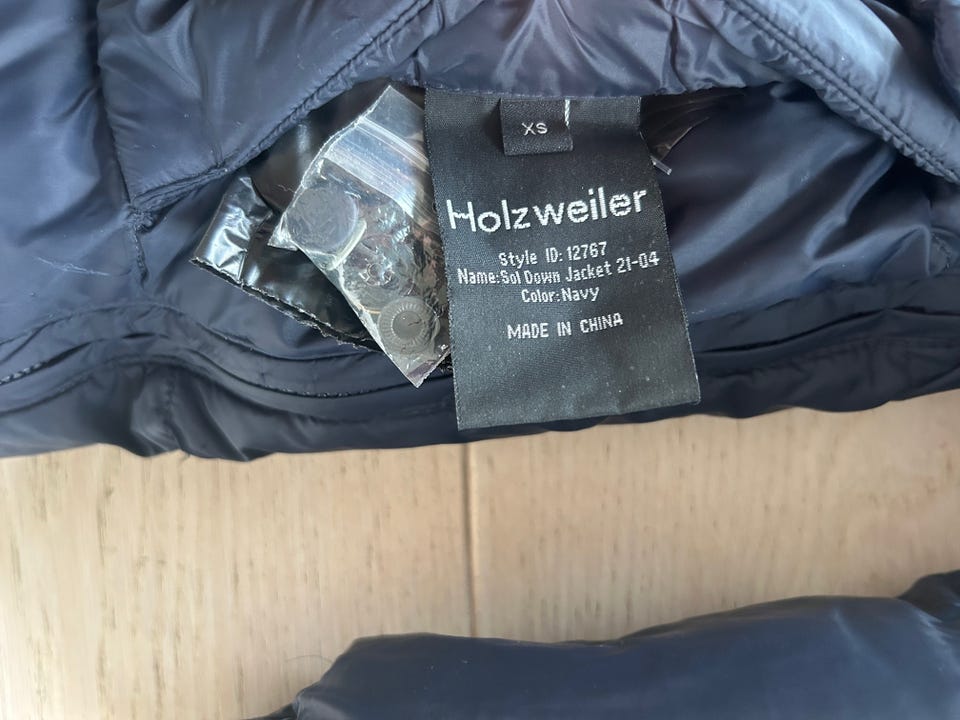 XS
Holzweiler
Style ID: 12767
Name:Sol Down Jacket 21-04
Color:Navy
MADE IN CHINA